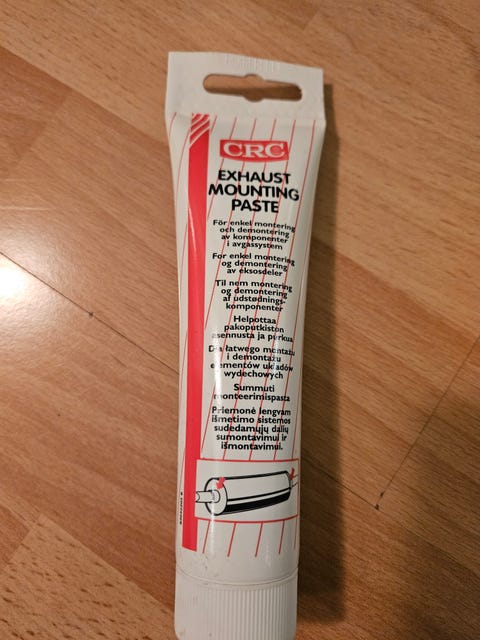 CRC
EXHAUST
MOUNTING
PASTE
För enkel montering
och demontering
av komponenter
i avgassystem
For enkel montering
og demontering
av eksosdeler
Til nem montering
og demontering
af udstødnings-
komponenter
Helpottaa
pakoputkiston
asennusta ja purkua
Dla łatwego montażu
i demontażu
elementów układów
wydechowych
Summuti
monteerimispasta
Priemonė lengvam
išmetimo sistemos
sudedamųjų dalių
sumontavimui ir
išmontavimui.